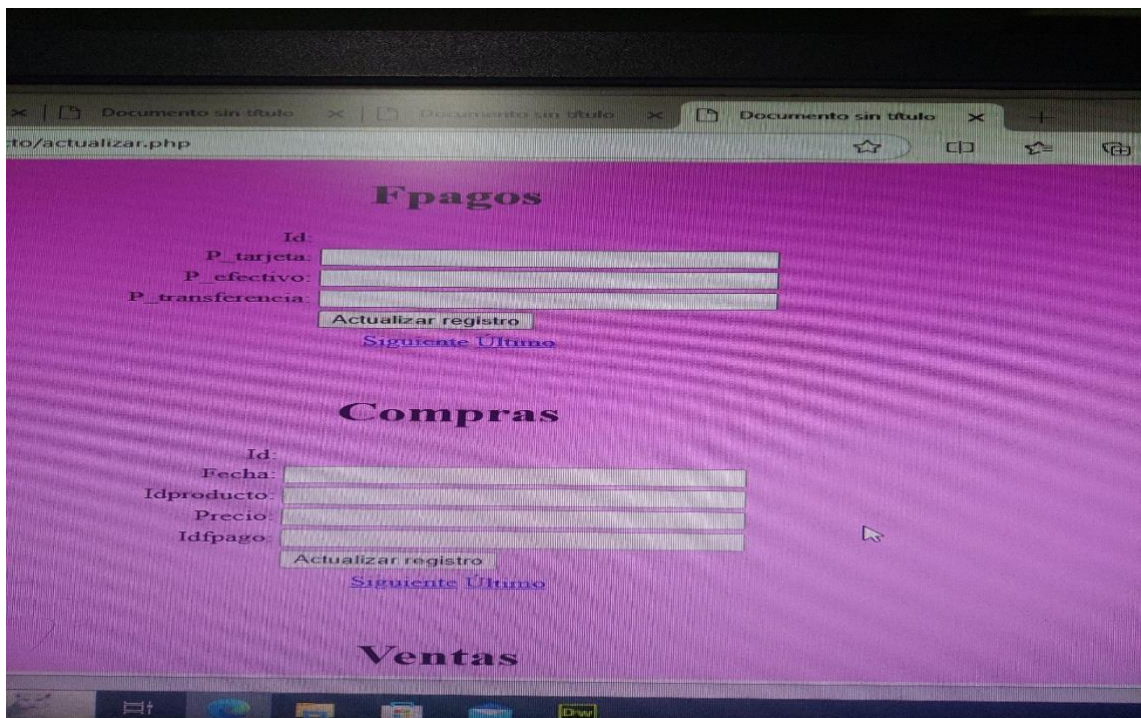 Documento sin título
Documento sin título
Documento sin título
to/actualizar.php
Fpagos
Id:
P_tarjeta:
P_efectivo:
P_transferencia:
Actualizar registro
Siguiente Último
Compras
Id:
Fecha:
Idproducto:
Precio:
Idfpago:
Actualizar registro
Siguiente Último
Ventas
Dw